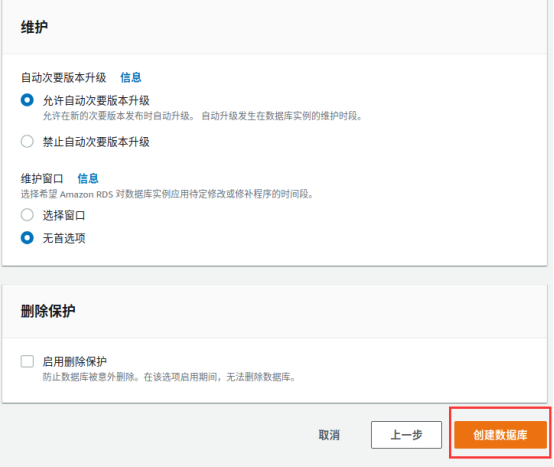 维护
自动次要版本升级 信息
允许自动次要版本升级
允许在新的次要版本发布时自动升级。 自动升级发生在数据库实例的维护时段。
禁止自动次要版本升级
维护窗口 信息
选择希望 Amazon RDS 对数据库实例应用待定修改或修补程序的时间段。
选择窗口
无首选项
删除保护
启用删除保护
防止数据库被意外删除。在该选项启用期间，无法删除数据库。
取消 上一步 创建数据库